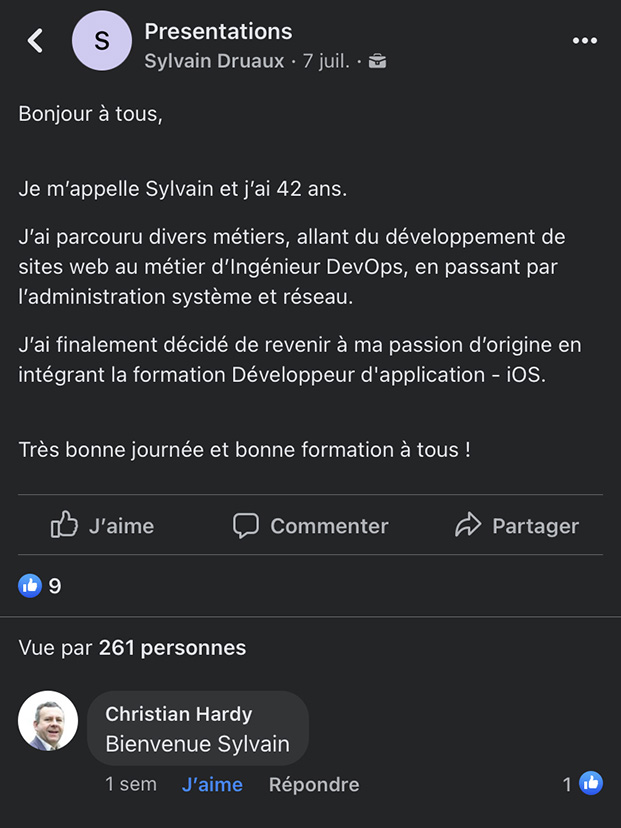 S
Presentations
Sylvain Druaux · 7 juil. ·
Bonjour à tous,
Je m’appelle Sylvain et j’ai 42 ans.
J’ai parcouru divers métiers, allant du développement de
sites web au métier d’Ingénieur DevOps, en passant par
l’administration système et réseau.
J’ai finalement décidé de revenir à ma passion d’origine en
intégrant la formation Développeur d'application - iOS.
Très bonne journée et bonne formation à tous !
J’aime
Commenter
Partager
9
Vue par 261 personnes
Christian Hardy
Bienvenue Sylvain
1 sem J’aime Répondre 1